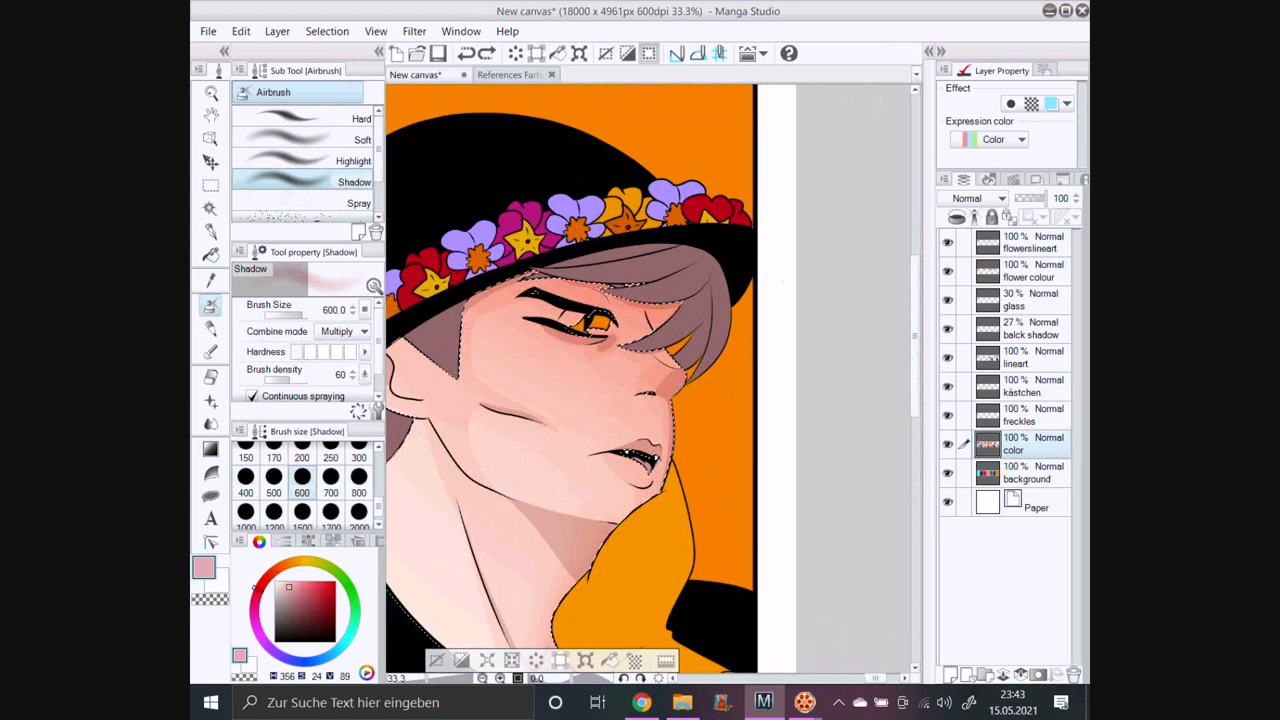 New canvas* (18000 x 4961px 600dpi 33.3%) - Manga Studio
File Edit Layer Selection View Filter Window Help
Sub Tool [Airbrush]
New canvas* References Farb
Layer Property
Airbrush
Effect
Hard
Expression color
Soft
Color
Highlight
Shadow
Normal 100
Spray
100 % Normal
flowerslineart
Tool property [Shadow]
Shadow
100 % Normal
flower colour
Brush Size 600.0
30 % Normal
glass
Combine mode Multiply
27 % Normal
balck shadow
Hardness
100 % Normal
lineart
Brush density 60
100 % Normal
kästchen
Continuous spraying
100 % Normal
freckles
Brush size [Shadow]
100 % Normal
color
150 170 200 250 300
100 % Normal
background
400 500 600 700 800
Paper
1000 1200 1500 1700 2000
A
H 356 S 24 V 89
33.3 0.0
Zur Suche Text hier eingeben
M
23:43
15.05.2021